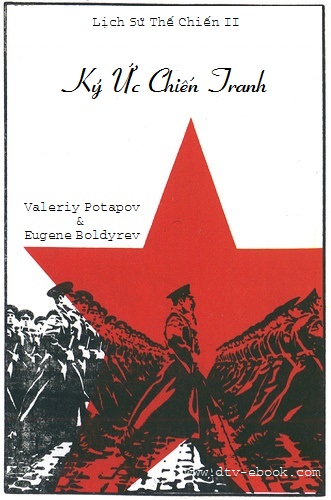 Lịch Sử Thế Chiến II
Ký Ức Chiến Tranh
Valeriy Potapov
&
Eugene Boldyrev
www.dtv-ebook.com